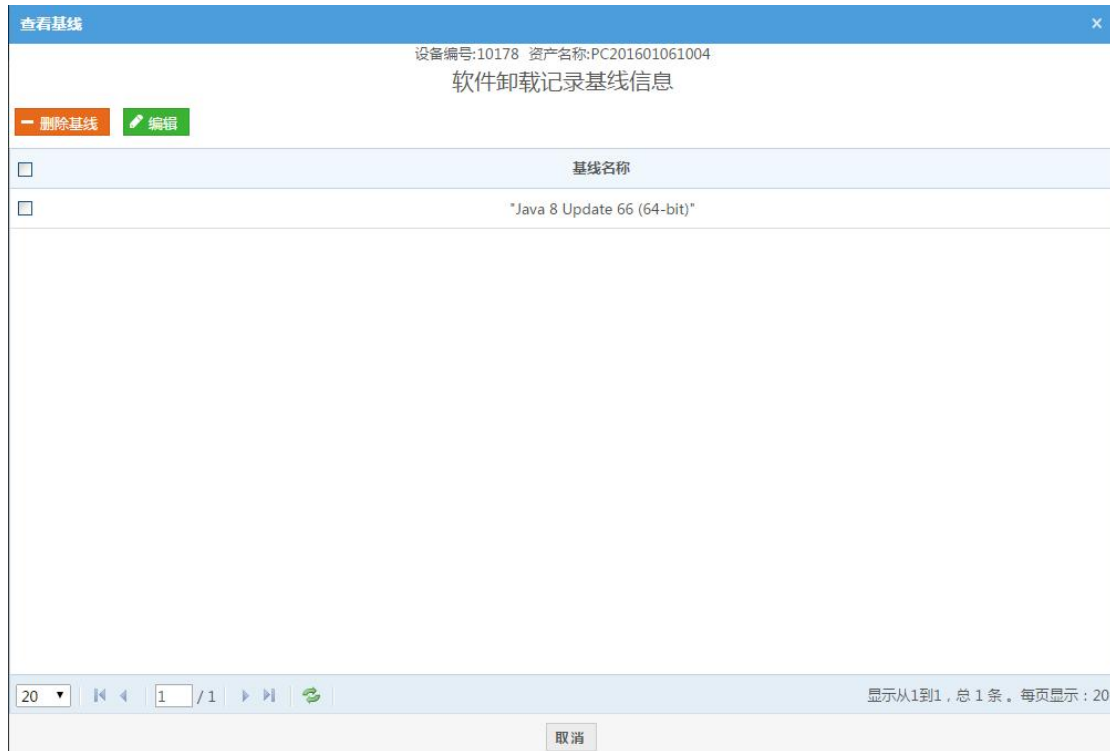 查看基线 ×
设备编号:10178 资产名称:PC201601061004
软件卸载记录基线信息
删除基线 编辑
基线名称
"Java 8 Update 66 (64-bit)"
20 1 / 1 显示从1到1，总 1 条 。每页显示：20
取消